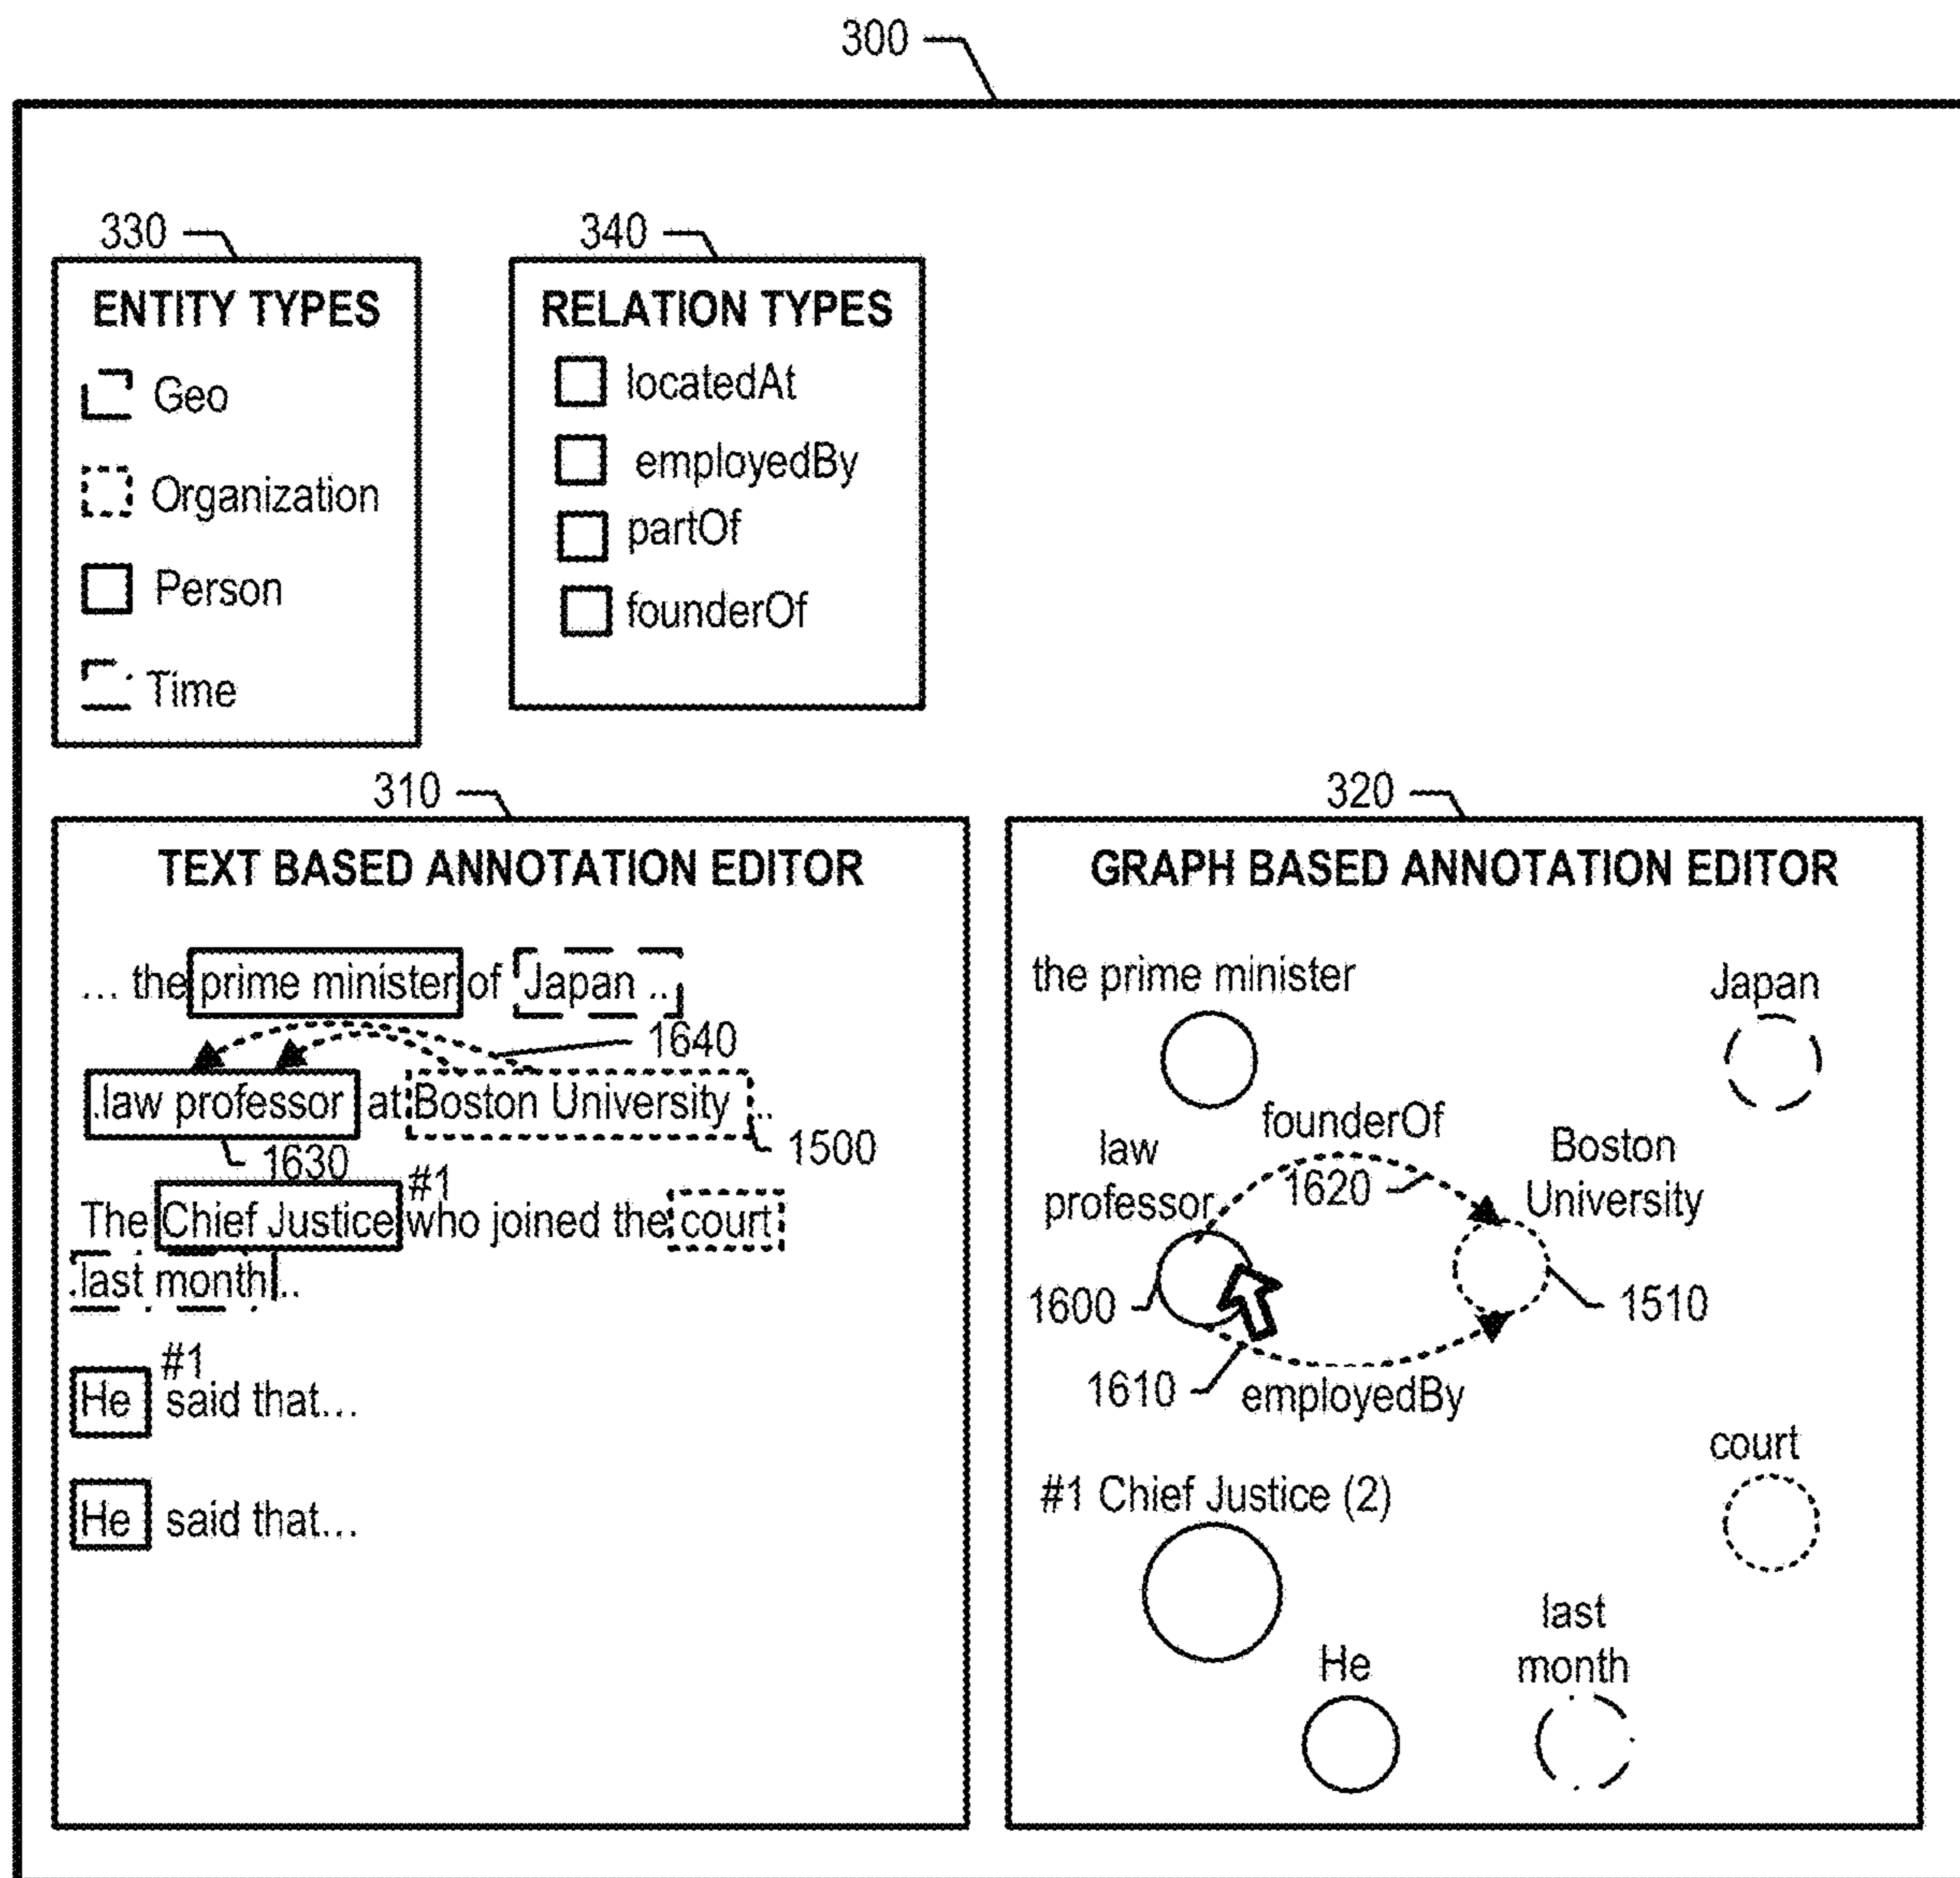 300
330
ENTITY TYPES
Geo
Organization
Person
Time
340
RELATION TYPES
locatedAt
employedBy
partOf
founderOf
310
TEXT BASED ANNOTATION EDITOR
... the prime minister of Japan ..
1640
.law professor at Boston University ..
1630
1500
#1
The Chief Justice who joined the court
.last month..
#1
He said that...
He said that...
320
GRAPH BASED ANNOTATION EDITOR
the prime minister
Japan
founderOf
law
professor
1620
Boston
University
1600
1510
1610
employedBy
court
#1 Chief Justice (2)
He
last
month